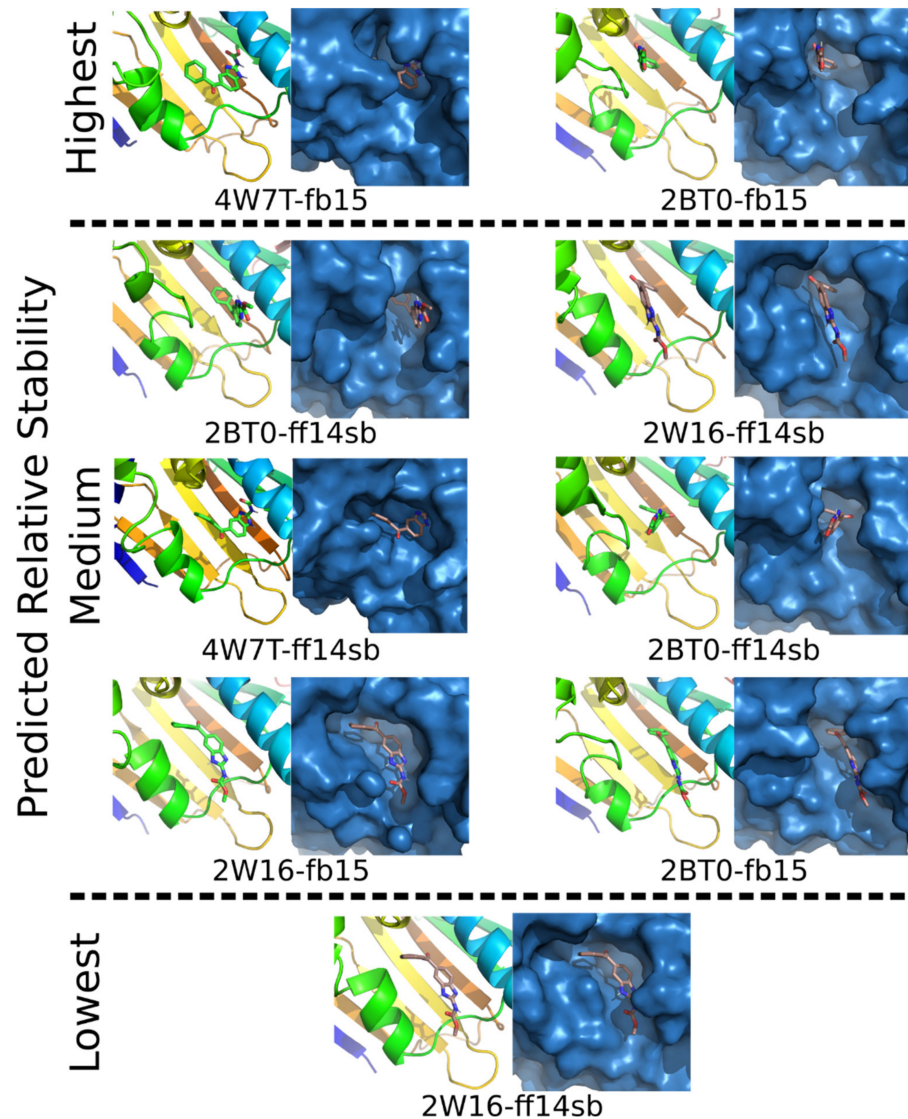 Highest
4W7T-fb15
2BT0-fb15
Predicted Relative Stability
Medium
2BT0-ff14sb
2W16-ff14sb
4W7T-ff14sb
2BT0-ff14sb
2W16-fb15
2BT0-fb15
Lowest
2W16-ff14sb